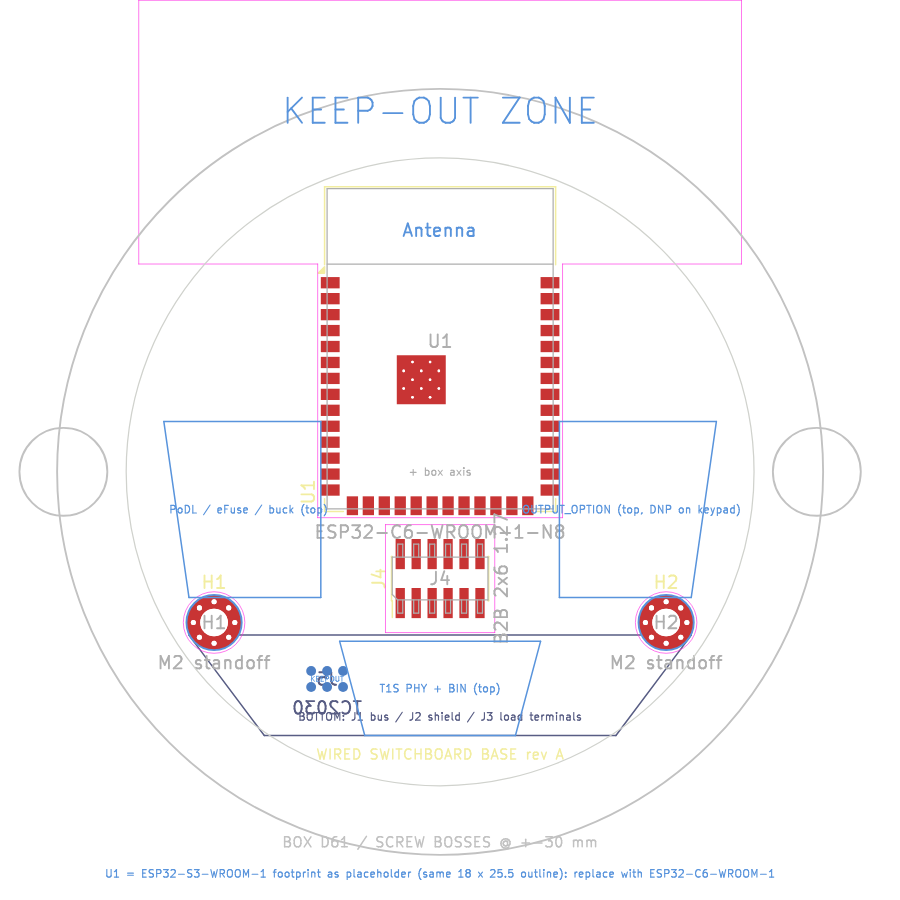 KEEP-OUT ZONE
Antenna
U1
+ box axis
U1
PoDL / eFuse / buck (top)
OUTPUT_OPTION (top, DNP on keypad)
ESP32-C6-WROOM-1-N8
J4
J4
B2B 2x6 1.27
H1
H2
H1
H2
M2 standoff
M2 standoff
KEEPOUT
J5
T1S PHY + BIN (top)
TC2030
BOTTOM: J1 bus / J2 shield / J3 load terminals
WIRED SWITCHBOARD BASE rev A
BOX D61 / SCREW BOSSES @ +-30 mm
U1 = ESP32-S3-WROOM-1 footprint as placeholder (same 18 x 25.5 outline): replace with ESP32-C6-WROOM-1